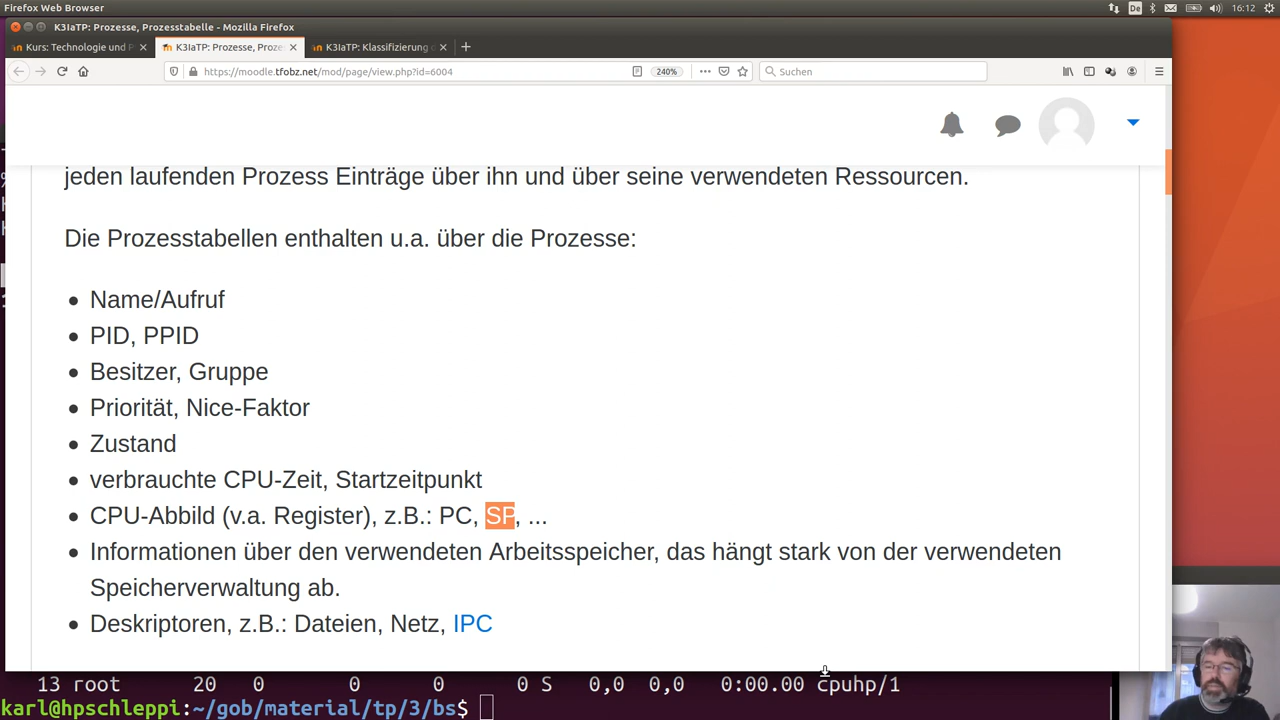 Firefox Web Browser
De
16:12
K3IaTP: Prozesse, Prozesstabelle - Mozilla Firefox
Kurs: Technologie und P
K3IaTP: Prozesse, Proze
K3IaTP: Klassifizierung
https://moodle.tfobz.net/mod/page/view.php?id=6004
240%
Suchen
jeden laufenden Prozess Einträge über ihn und über seine verwendeten Ressourcen.
Die Prozesstabellen enthalten u.a. über die Prozesse:
Name/Aufruf
PID, PPID
Besitzer, Gruppe
Priorität, Nice-Faktor
Zustand
verbrauchte CPU-Zeit, Startzeitpunkt
CPU-Abbild (v.a. Register), z.B.: PC, SP, ...
Informationen über den verwendeten Arbeitsspeicher, das hängt stark von der verwendeten
Speicherverwaltung ab.
Deskriptoren, z.B.: Dateien, Netz, IPC
13 root 20 0 0 0 0 S 0,0 0,0 0:00.00 cpuhp/1
karl@hpschleppi:~/gob/material/tp/3/bs$